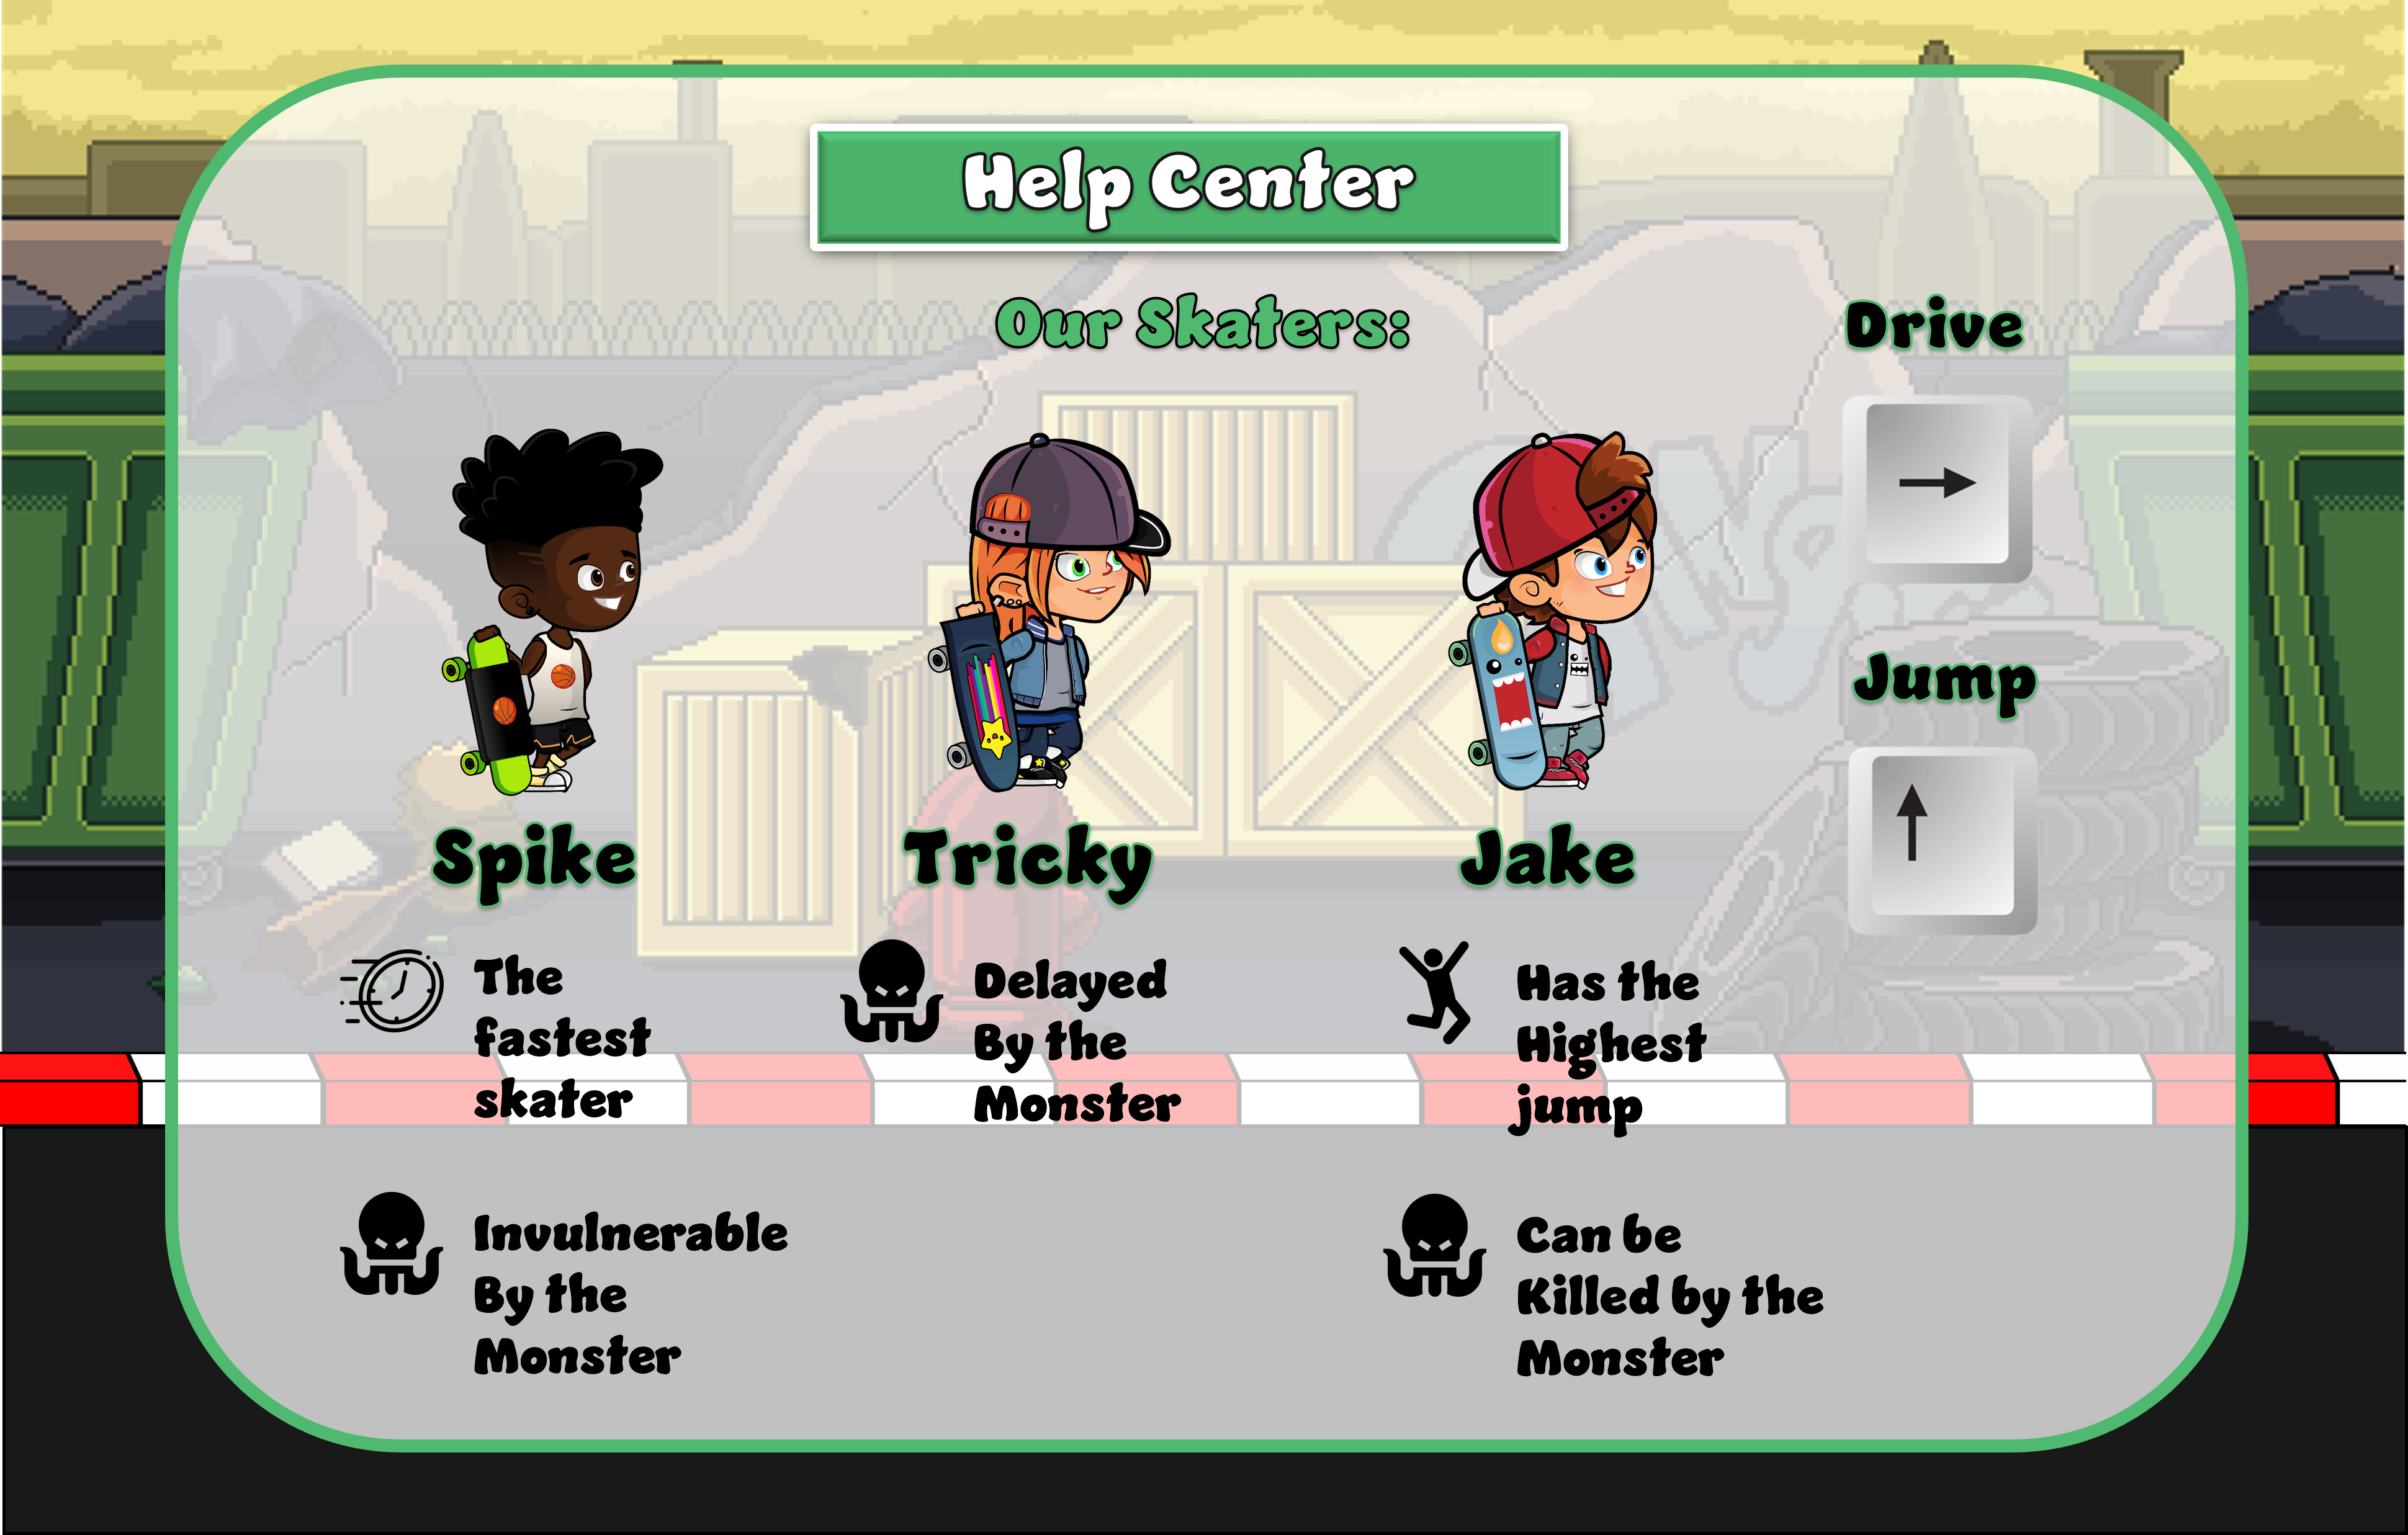 Help Center
Our Skaters:
Drive
Jump
Spike
Tricky
Jake
The
fastest
skater
Delayed
By the
Monster
Has the
Highest
jump
Invulnerable
By the
Monster
Can be
Killed by the
Monster